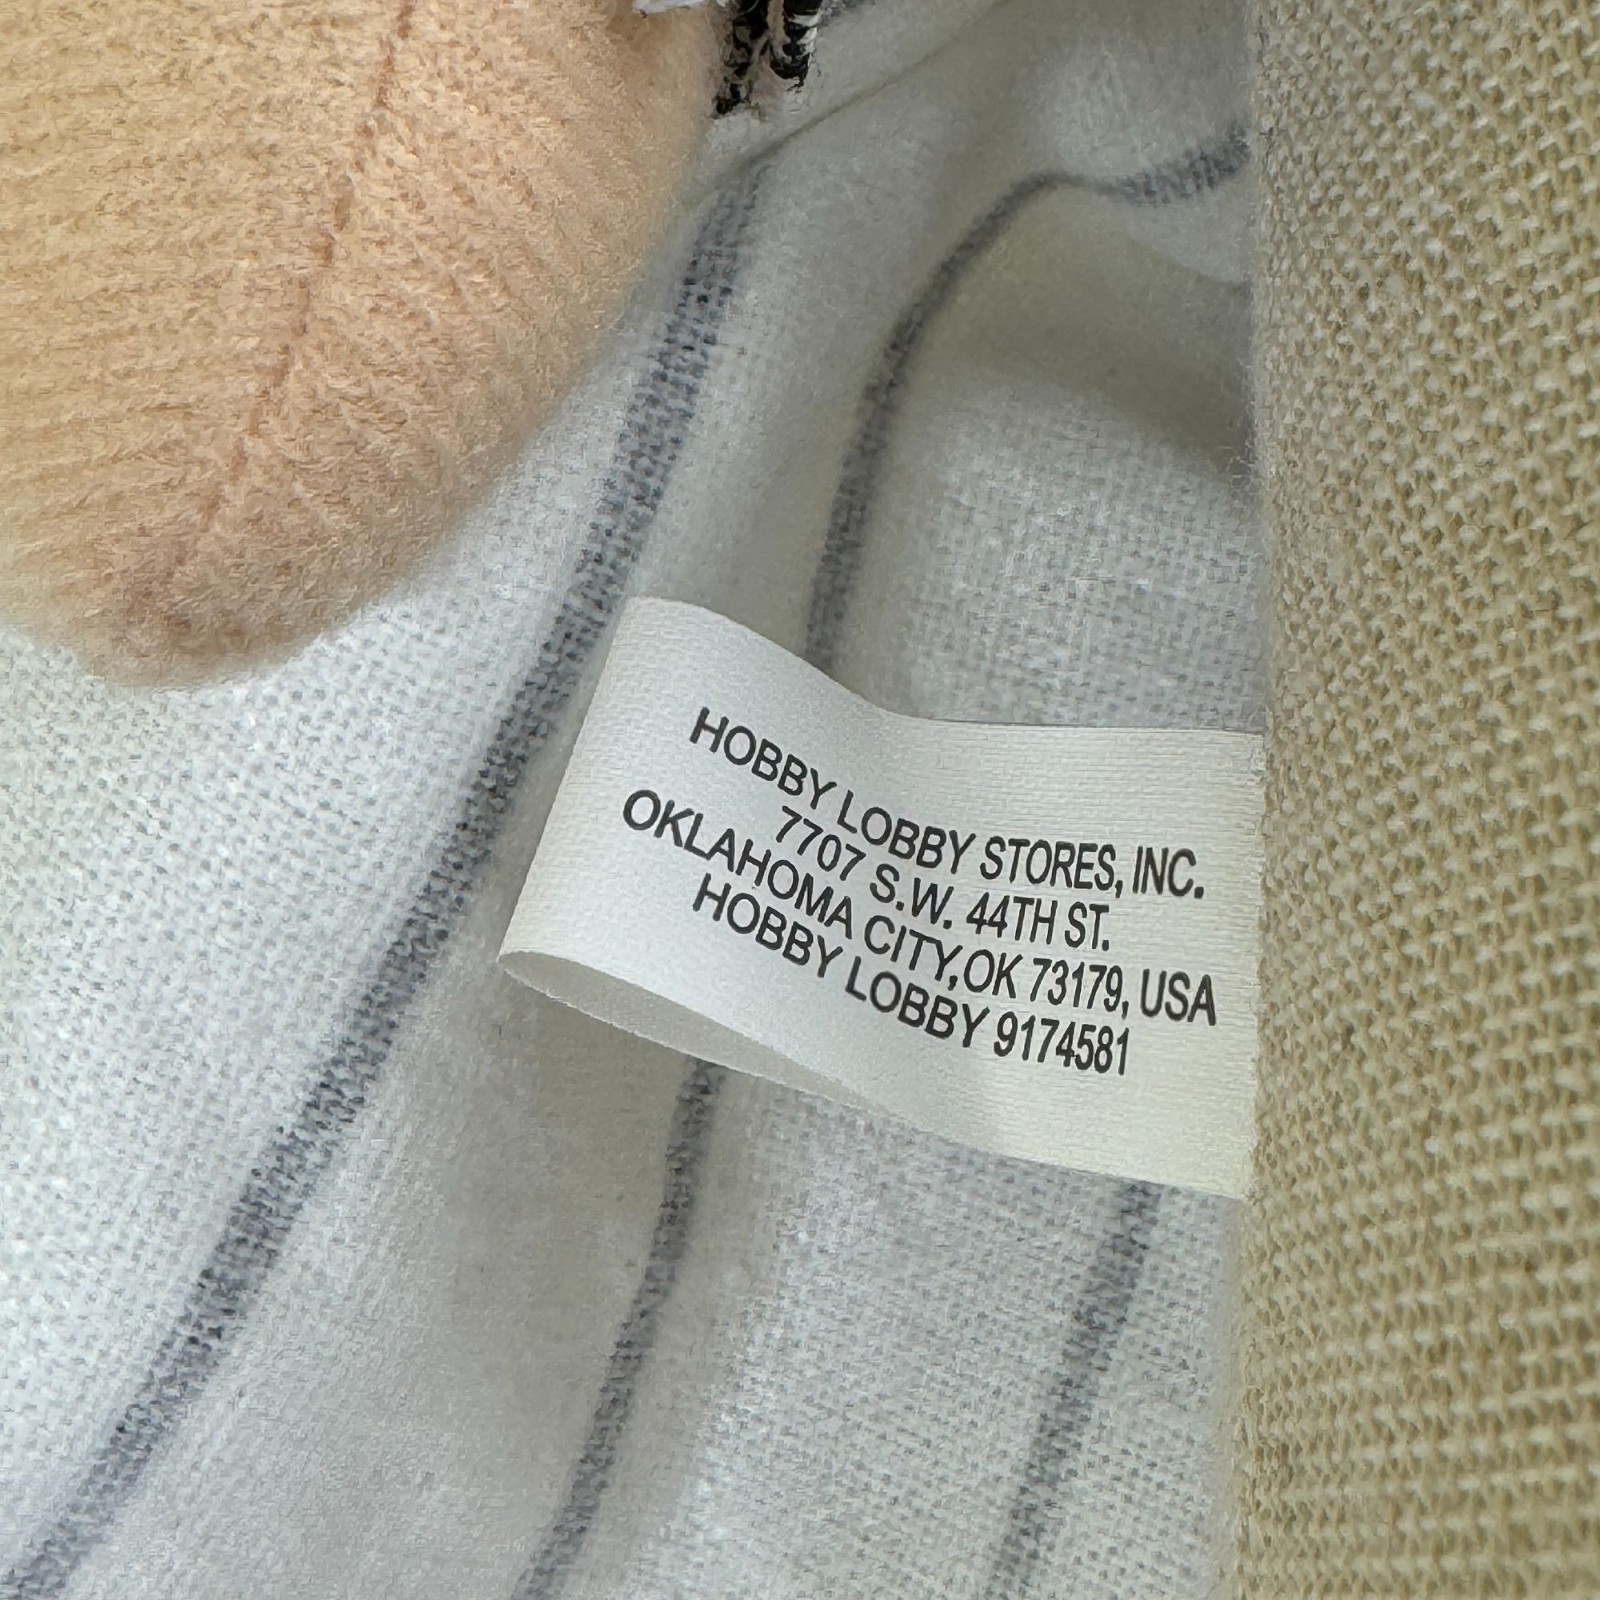 HOBBY LOBBY STORES, INC.
7707 S.W. 44TH ST.
OKLAHOMA CITY,OK 73179, USA
HOBBY LOBBY 9174581